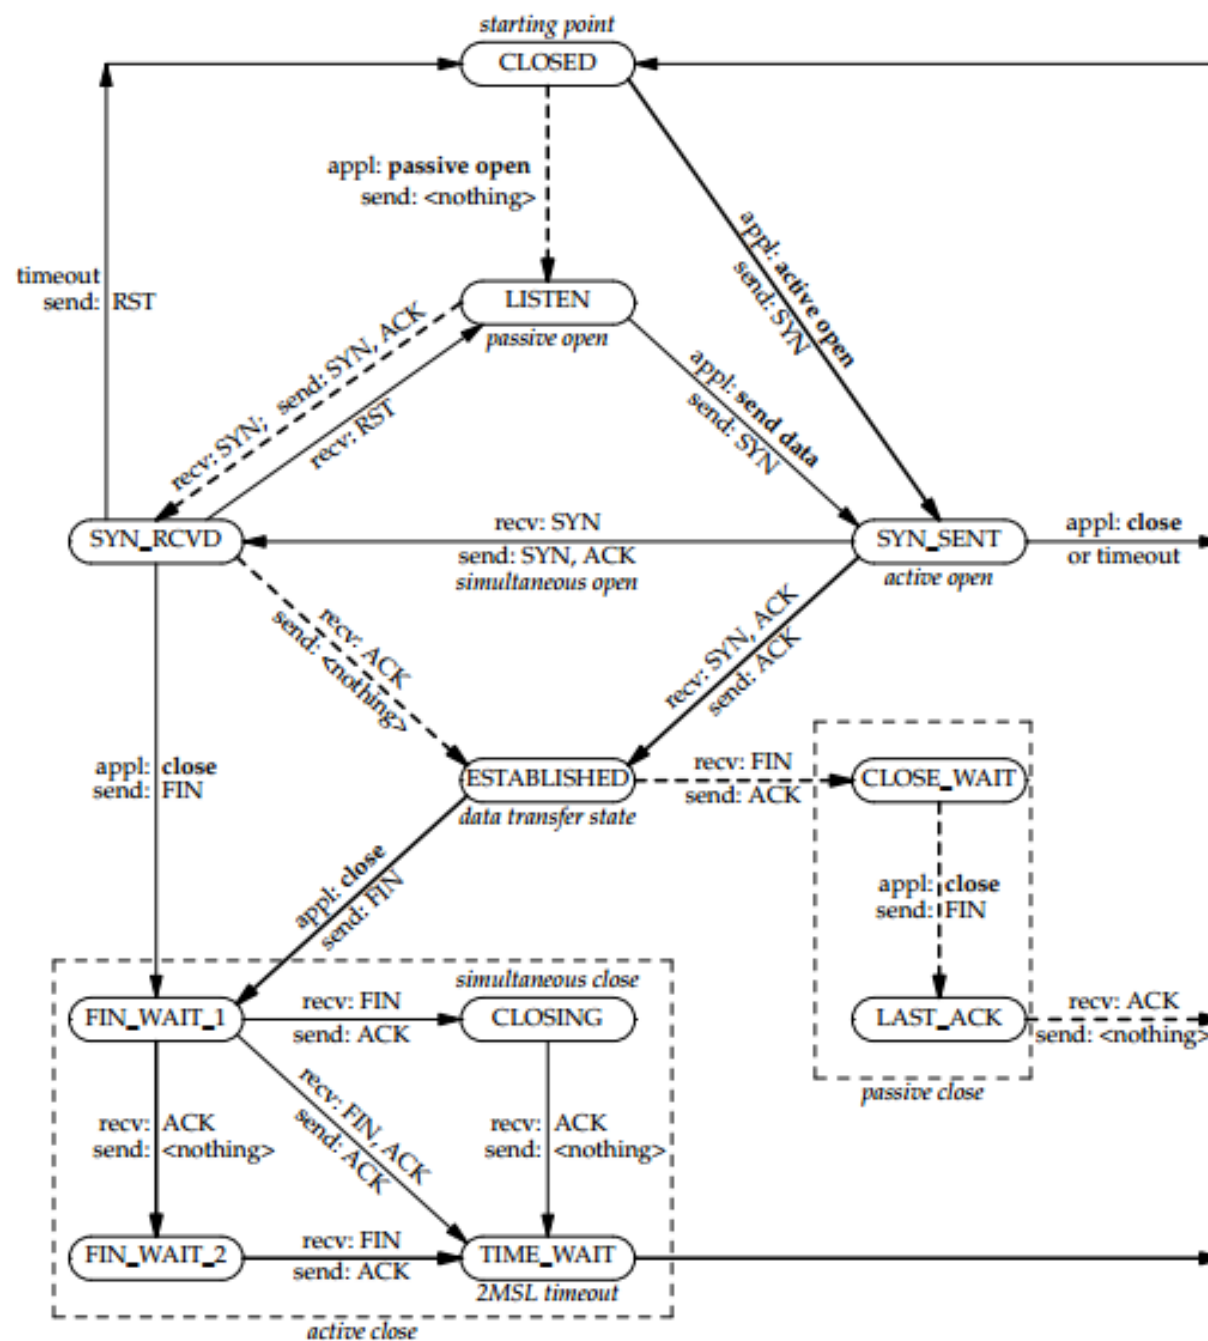 starting point
CLOSED
appl: passive open
send: <nothing>
appl: active open
send: SYN
timeout
send: RST
LISTEN
passive open
recv: SYN; send: SYN, ACK
recv: RST
appl: send data
send: SYN
SYN_RCVD
recv: SYN
send: SYN, ACK
simultaneous open
SYN_SENT
active open
appl: close
or timeout
recv: ACK
send: <nothing>
recv: SYN, ACK
send: ACK
appl: close
send: FIN
ESTABLISHED
data transfer state
recv: FIN
send: ACK
CLOSE_WAIT
appl: close
send: FIN
appl: close
send: FIN
simultaneous close
FIN_WAIT_1
recv: FIN
send: ACK
CLOSING
LAST_ACK
recv: ACK
send: <nothing>
passive close
recv: ACK
send: <nothing>
recv: FIN, ACK
send: ACK
recv: ACK
send: <nothing>
FIN_WAIT_2
recv: FIN
send: ACK
TIME_WAIT
2MSL timeout
active close